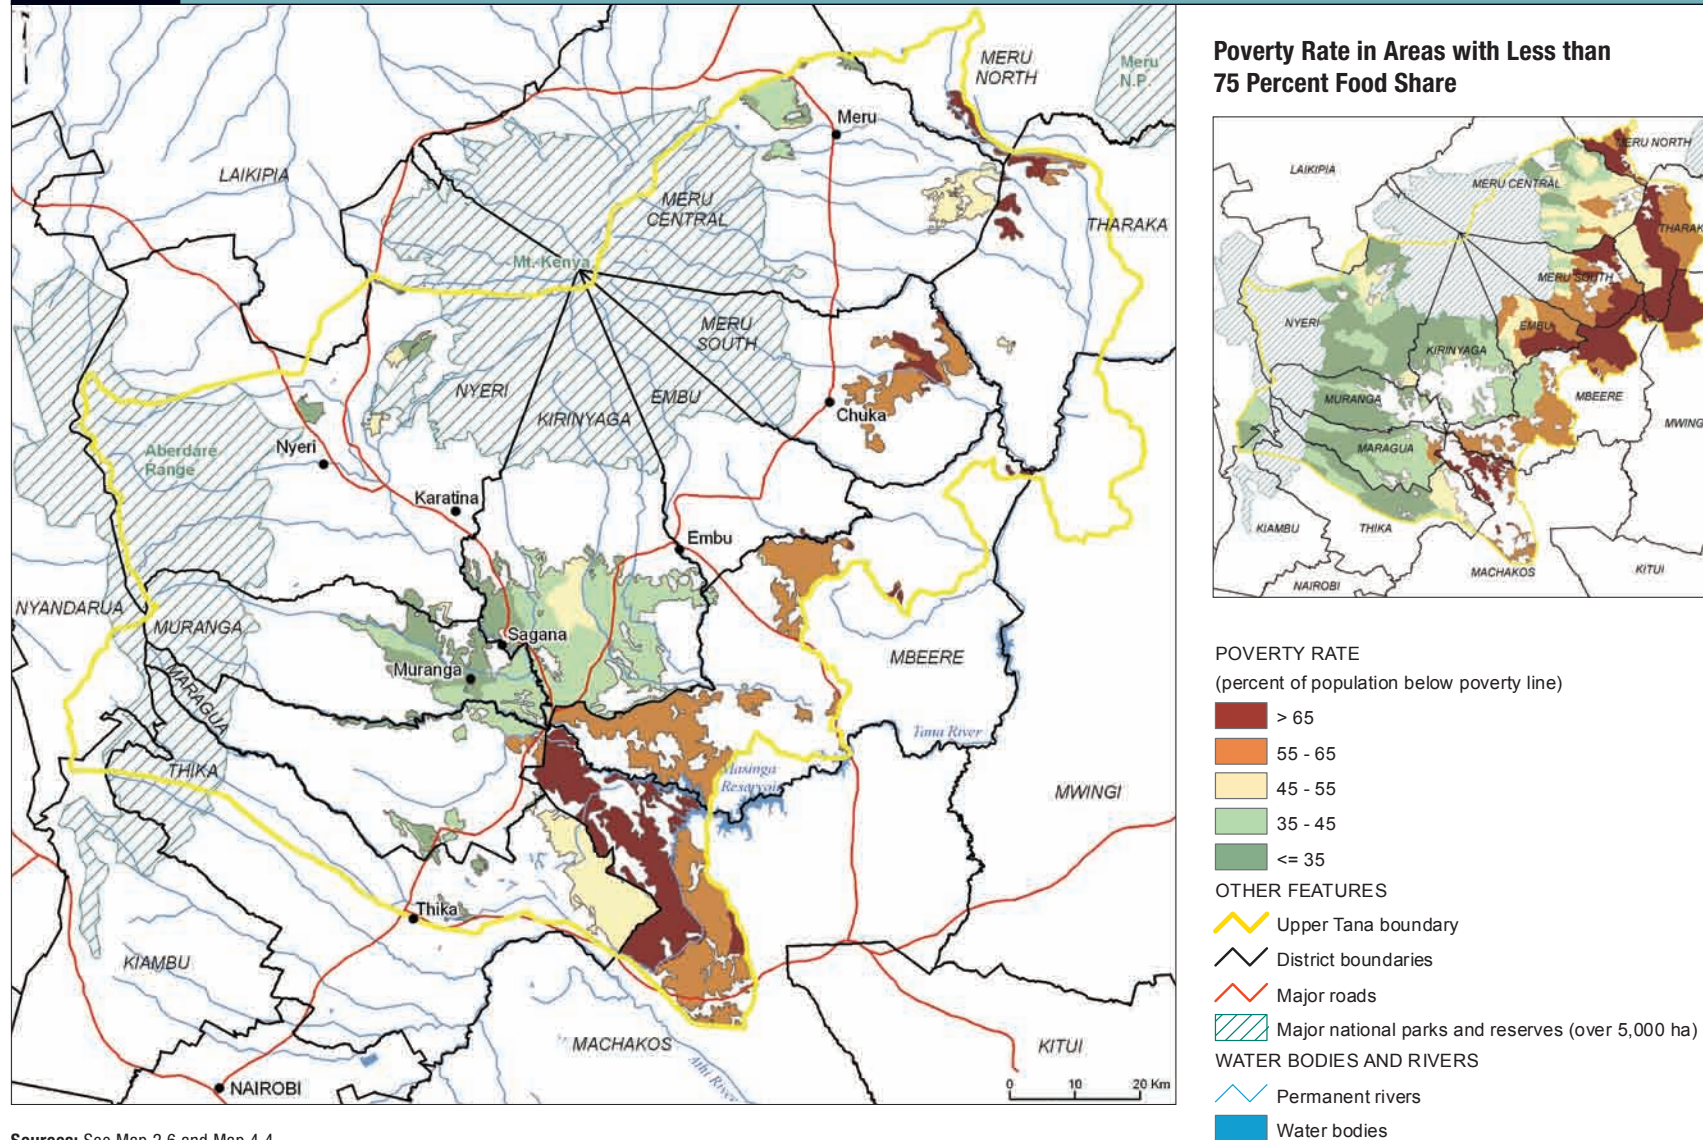 MERU
NORTH
Meru
N.P.
Meru
LAIKIPIA
MERU
CENTRAL
THARAKA
Mt. Kenya
MERU
SOUTH
NYERI
EMBU
KIRINYAGA
Chuka
Aberdare
Range
Nyeri
Karatina
Embu
NYANDARUA
MURANGA
Sagana
Muranga
MBEERE
MARAGUA
Tana River
THIKA
Masinga
Reservoir
MWINGI
Thika
KIAMBU
MACHAKOS
KITUI
Athi River
NAIROBI
0 10 20 Km
Sources: See Map 2.6 and Map 4.4
Poverty Rate in Areas with Less than
75 Percent Food Share
MERU NORTH
LAIKIPIA
MERU CENTRAL
THARAK
MERU SOUTH
NYERI
EMBU
KIRINYAGA
MURANGA
MBEERE
MWING
MARAGUA
KIAMBU
THIKA
MACHAKOS
KITUI
NAIROBI
POVERTY RATE
(percent of population below poverty line)
> 65
55 - 65
45 - 55
35 - 45
<= 35
OTHER FEATURES
Upper Tana boundary
District boundaries
Major roads
Major national parks and reserves (over 5,000 ha)
WATER BODIES AND RIVERS
Permanent rivers
Water bodies